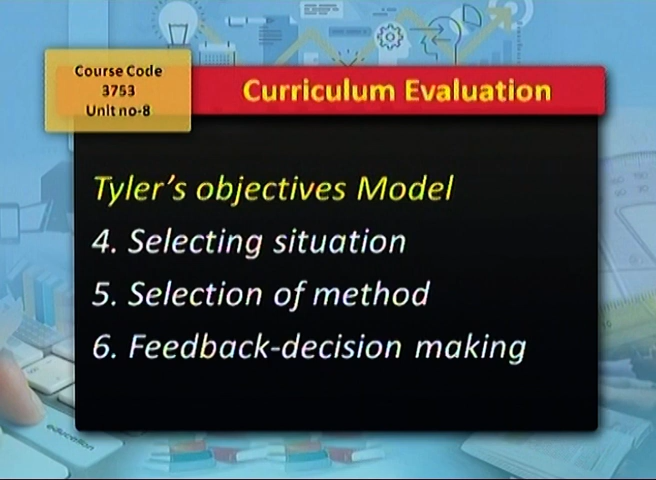 Course Code
3753
Unit no-8
Curriculum Evaluation
Tyler's objectives Model
4. Selecting situation
5. Selection of method
6. Feedback-decision making
education